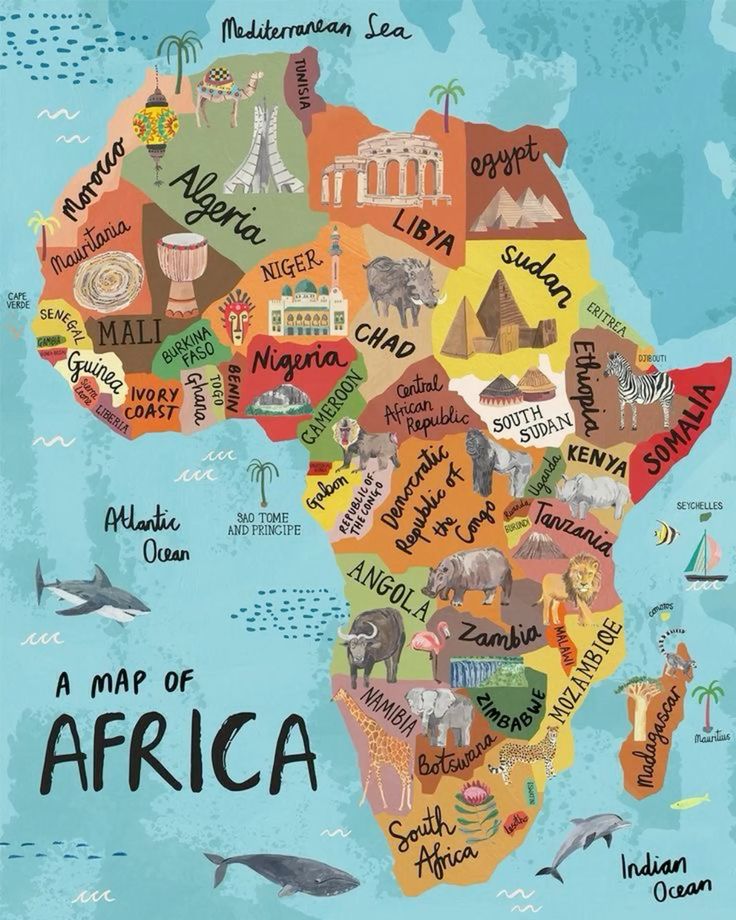 Mediterranean Sea
TUNISIA
Morocco
Algeria
LIBYA
egypt
Mauritania
MALI
NIGER
CHAD
Sudan
ERITREA
CAPE
VERDE
SENEGAL
GAMBIA
GUINEA BISSAU
Guinea
Sierra
Leone
LIBERIA
IVORY
COAST
BURKINA
FASO
Ghana
TOGO
BENIN
Nigeria
CAMEROON
Central
African
Republic
SOUTH
SUDAN
Ethiopia
DJIBOUTI
SOMALIA
KENYA
Uganda
Rwanda
BURUNDI
Tanzania
Democratic
Republic of
the
Congo
REPUBLIC OF
THE CONGO
Gabon
SAO TOME
AND PRINCIPE
Atlantic
Ocean
SEYCHELLES
ANGOLA
Zambia
MALAWI
MOZAMBIQE
COMOROS
ZIMBABWE
NAMIBIA
Botswana
Madagascar
Mauritius
South
Africa
Lesotho
A MAP OF
AFRICA
Indian
Ocean